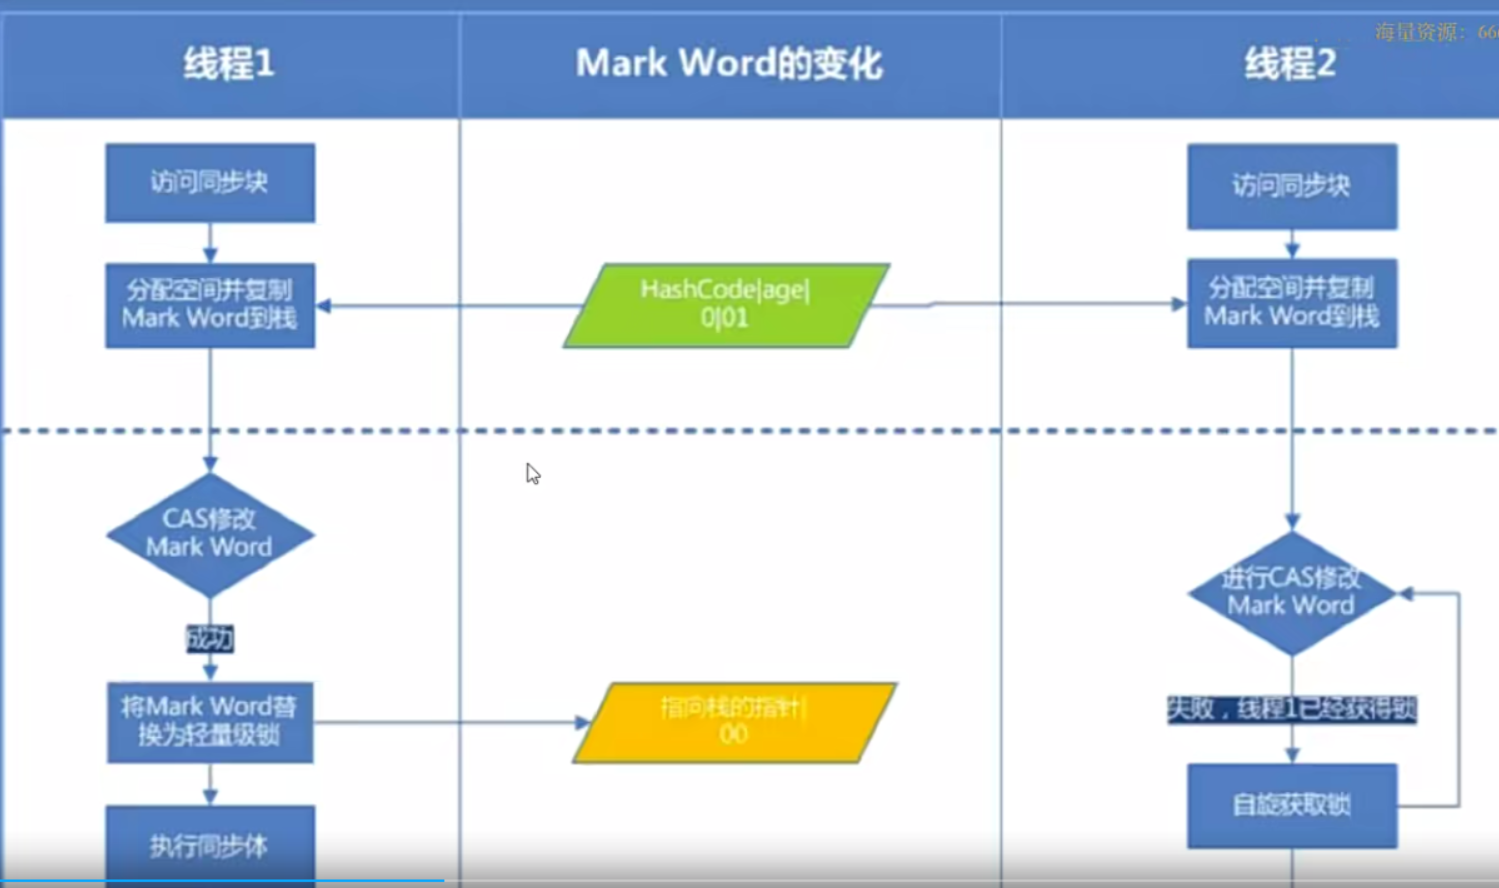 海量资源：66
线程1
Mark Word的变化
线程2
访问同步块
访问同步块
分配空间并复制
Mark Word到栈
HashCode|age|
0|01
分配空间并复制
Mark Word到栈
CAS修改
Mark Word
进行CAS修改
Mark Word
成功
将Mark Word替
换为轻量级锁
指向栈的指针|
00
失败，线程1已经获得锁
自旋获取锁
执行同步体